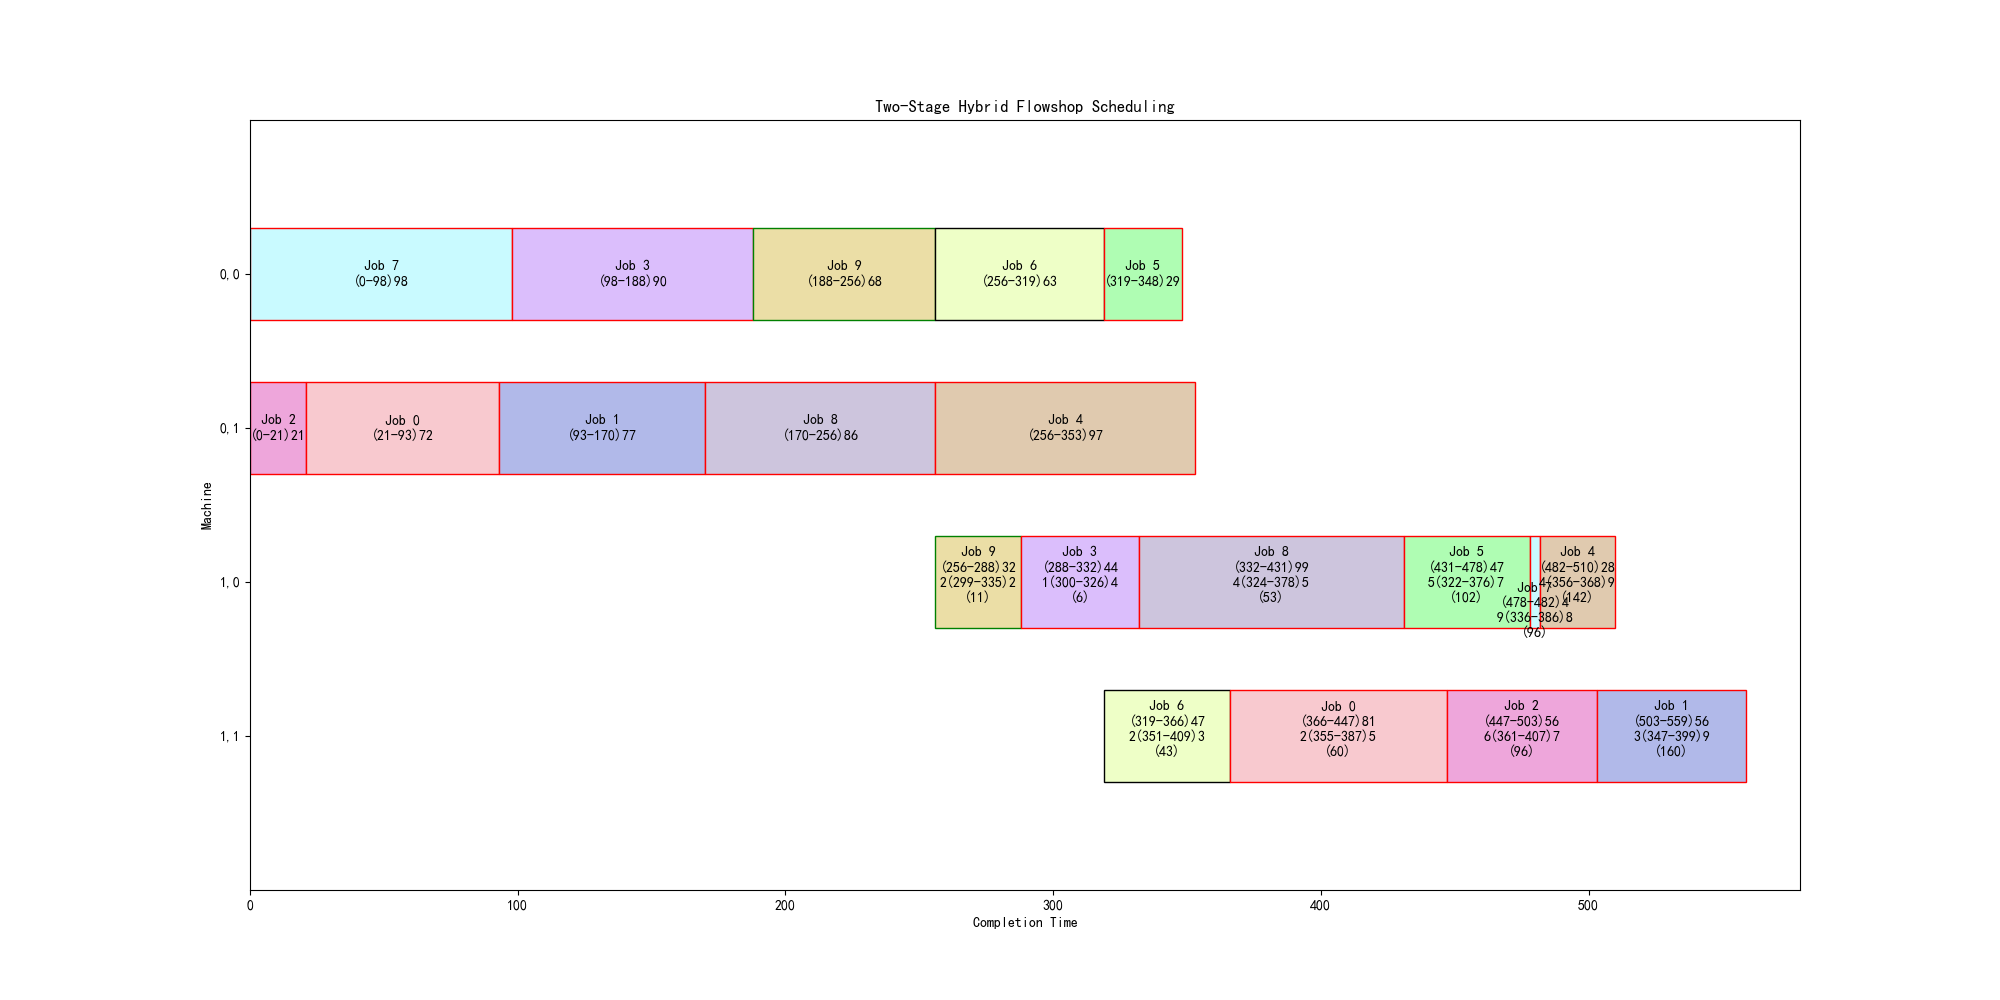 Two-Stage Hybrid Flowshop Scheduling
0,0
Job 7
(0-98)98
Job 3
(98-188)90
Job 9
(188-256)68
Job 6
(256-319)63
Job 5
(319-348)29
0,1
Job 2
(0-21)21
Job 0
(21-93)72
Job 1
(93-170)77
Job 8
(170-256)86
Job 4
(256-353)97
Machine
1,0
Job 9
(256-288)32
2(299-335)2
(11)
Job 3
(288-332)44
1(300-326)4
(6)
Job 8
(332-431)99
4(324-378)5
(53)
Job 5
(431-478)47
5(322-376)7
(102)
Job 7
(478-482)4
9(336-386)8
(96)
Job 4
(482-510)28
4(356-368)9
(142)
1,1
Job 6
(319-366)47
2(351-409)3
(43)
Job 0
(366-447)81
2(355-387)5
(60)
Job 2
(447-503)56
6(361-407)7
(96)
Job 1
(503-559)56
3(347-399)9
(160)
0 100 200 300 400 500
Completion Time